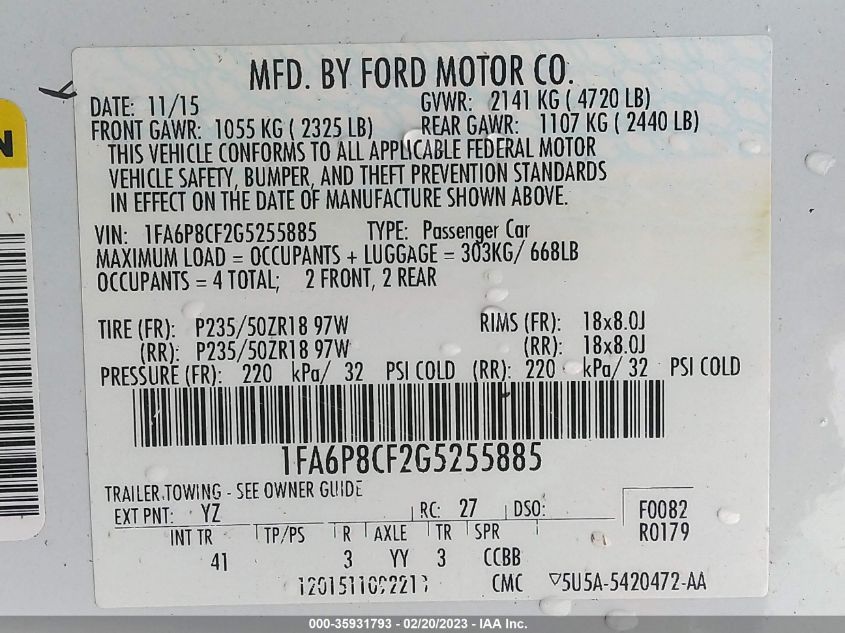 N
MFD. BY FORD MOTOR CO.
DATE: 11/15 GVWR: 2141 KG ( 4720 LB)
FRONT GAWR: 1055 KG ( 2325 LB) REAR GAWR: 1107 KG ( 2440 LB)
THIS VEHICLE CONFORMS TO ALL APPLICABLE FEDERAL MOTOR
VEHICLE SAFETY, BUMPER, AND THEFT PREVENTION STANDARDS
IN EFFECT ON THE DATE OF MANUFACTURE SHOWN ABOVE.
VIN: 1FA6P8CF2G5255885 TYPE: Passenger Car
MAXIMUM LOAD = OCCUPANTS + LUGGAGE = 303KG/ 668LB
OCCUPANTS = 4 TOTAL; 2 FRONT, 2 REAR
TIRE (FR): P235/50ZR18 97W RIMS (FR): 18x8.0J
(RR): P235/50ZR18 97W (RR): 18x8.0J
PRESSURE (FR): 220 kPa/ 32 PSI COLD (RR): 220 kPa/ 32 PSI COLD
1FA6P8CF2G5255885
TRAILER TOWING - SEE OWNER GUIDE
EXT PNT: YZ RC: 27 DSO: F0082
INT TR TP/PS R AXLE TR SPR R0179
41 3 YY 3 CCBB
CMC 5U5A-5420472-AA
000-35931793 - 02/20/2023 - IAA Inc.